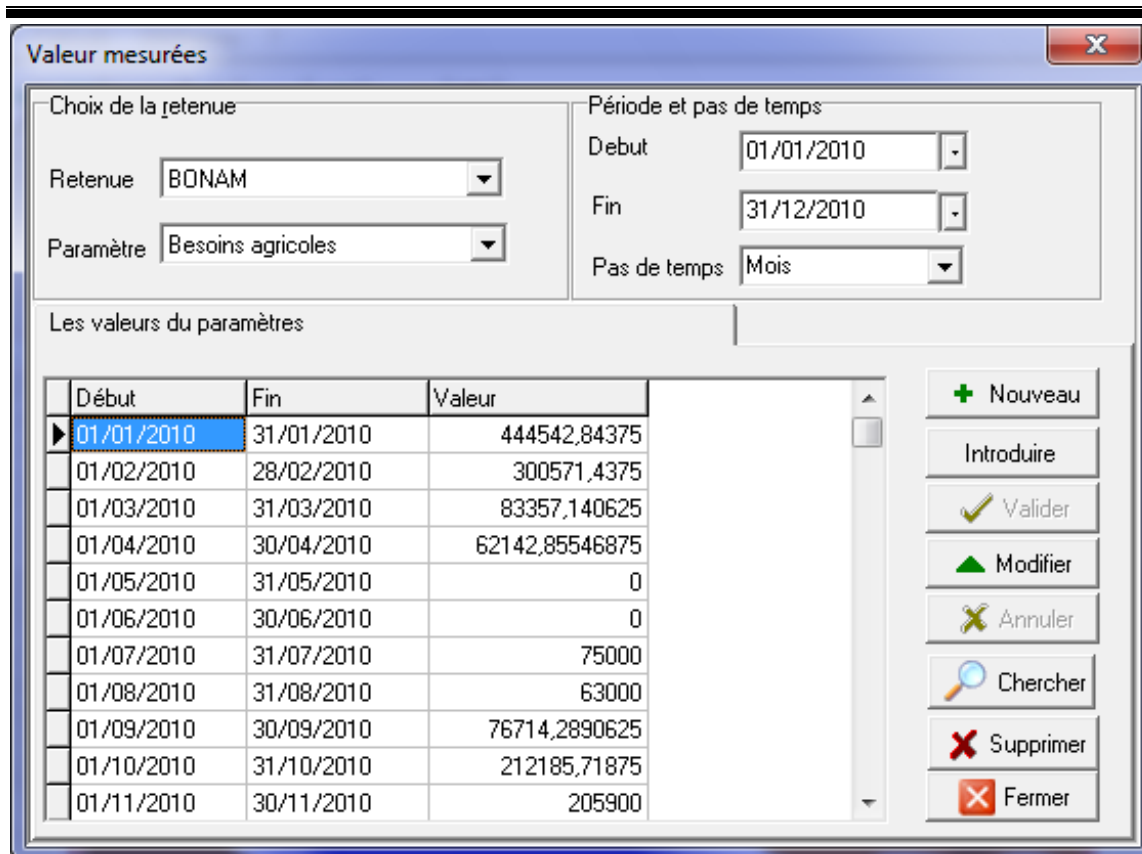 Valeur mesurées
Choix de la retenue
Retenue BONAM
Paramètre Besoins agricoles
Période et pas de temps
Debut 01/01/2010
Fin 31/12/2010
Pas de temps Mois
Les valeurs du paramètres
Début Fin Valeur
01/01/2010 31/01/2010 444542,84375
01/02/2010 28/02/2010 300571,4375
01/03/2010 31/03/2010 83357,140625
01/04/2010 30/04/2010 62142,85546875
01/05/2010 31/05/2010 0
01/06/2010 30/06/2010 0
01/07/2010 31/07/2010 75000
01/08/2010 31/08/2010 63000
01/09/2010 30/09/2010 76714,2890625
01/10/2010 31/10/2010 212185,71875
01/11/2010 30/11/2010 205900
Nouveau
Introduire
Valider
Modifier
Annuler
Chercher
Supprimer
Fermer